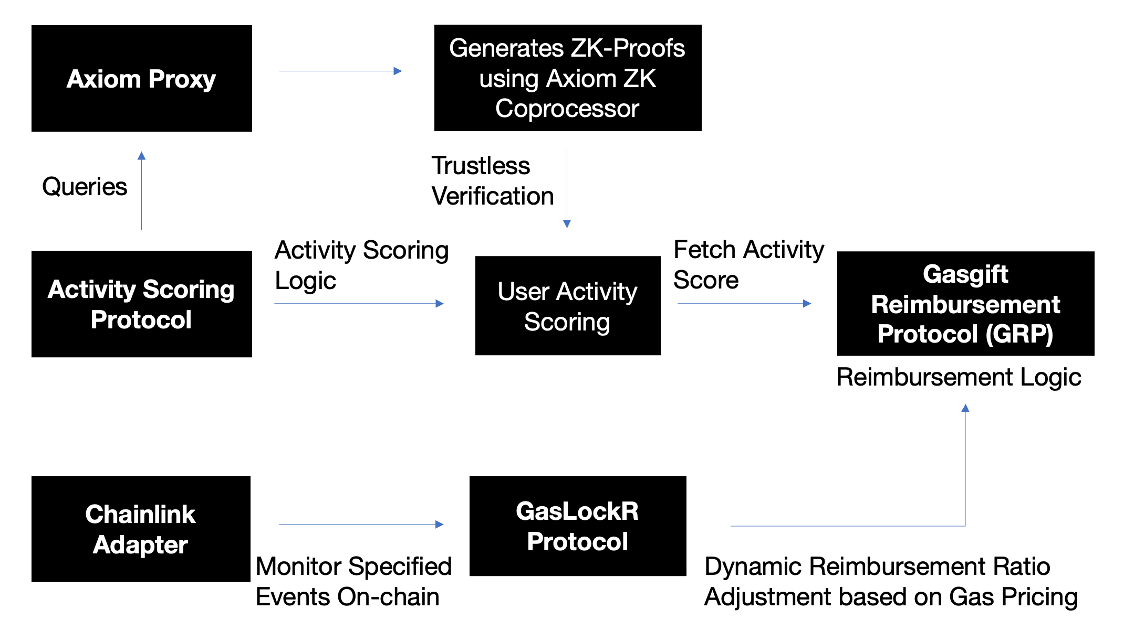 Axiom Proxy
Generates ZK-Proofs
using Axiom ZK
Coprocessor
Queries
Trustless
Verification
Activity Scoring
Protocol
Activity Scoring
Logic
User Activity
Scoring
Fetch Activity
Score
Gasgift
Reimbursement
Protocol (GRP)
Reimbursement Logic
Chainlink
Adapter
Monitor Specified
Events On-chain
GasLockR
Protocol
Dynamic Reimbursement Ratio
Adjustment based on Gas Pricing